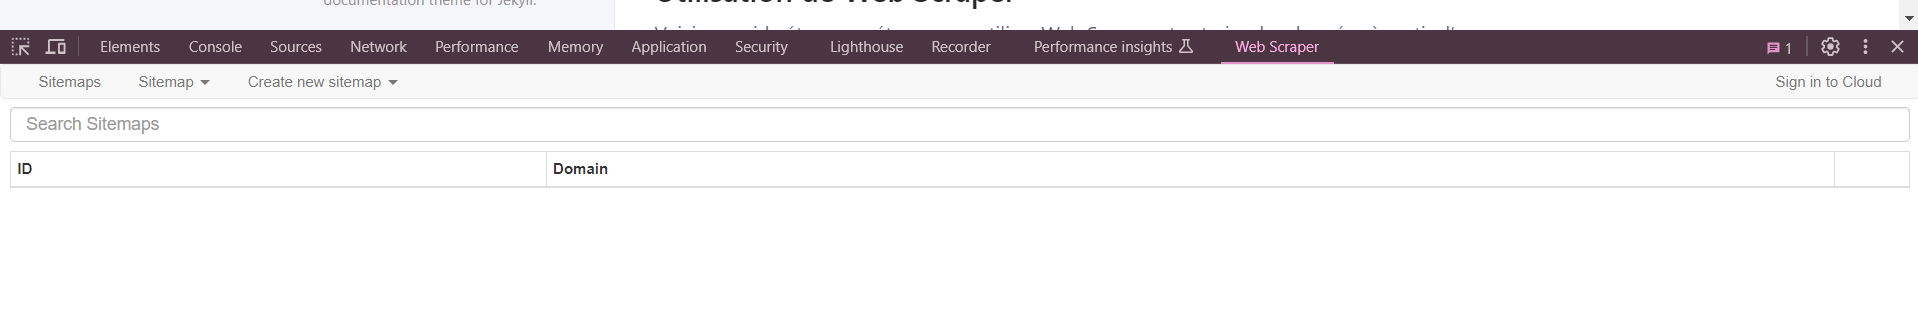 documentation theme for Jekyll.
Utilisation de Web Scraper
Elements Console Sources Network Performance Memory Application Security Lighthouse Recorder Performance insights Web Scraper 1
Sitemaps Sitemap Create new sitemap Sign in to Cloud
Search Sitemaps
ID Domain